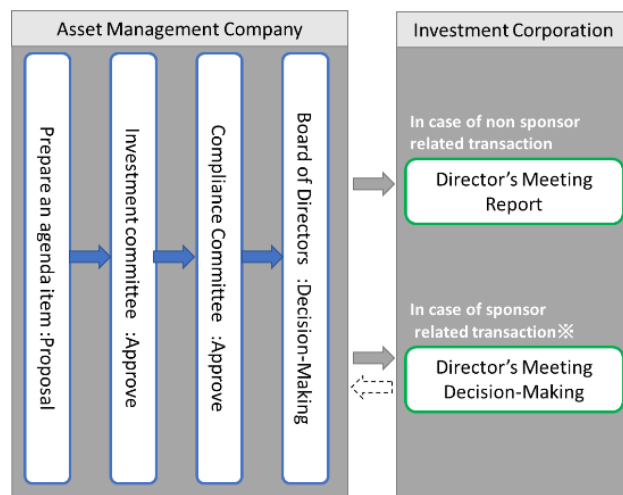 Asset Management Company
Prepare an agenda item :Proposal
Investment committee :Approve
Compliance Committee :Approve
Board of Directors :Decision-Making
Investment Corporation
In case of non sponsor
related transaction
Director's Meeting
Report
In case of sponsor
related transaction※
Director's Meeting
Decision-Making